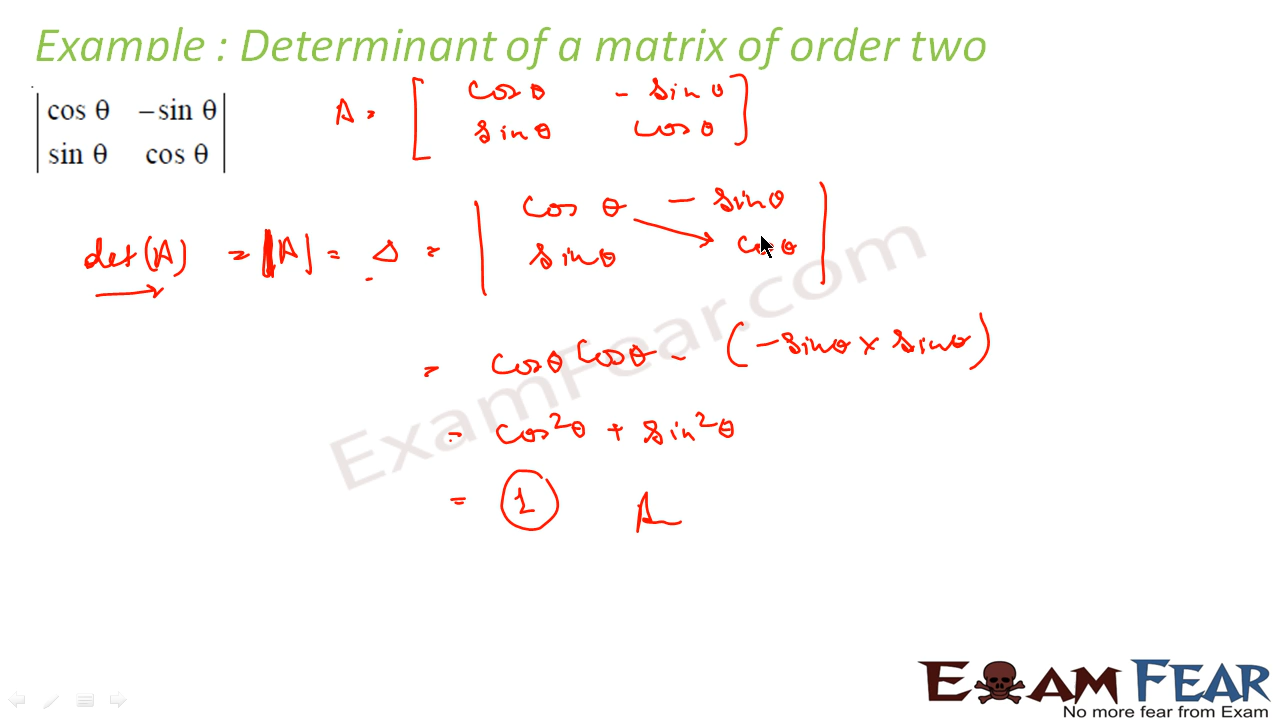 Example : Determinant of a matrix of order two
cos θ −sin θ
sin θ cos θ
A = [ cos θ - sin θ
sin θ cos θ ]
det(A) = |A| = Δ = | cos θ - sin θ
sin θ cos θ |
= cos θ cos θ - (- sin θ × sin θ)
= cos²θ + sin²θ
= 1
ExamFear.com
EXAM FEAR
No more fear from Exam